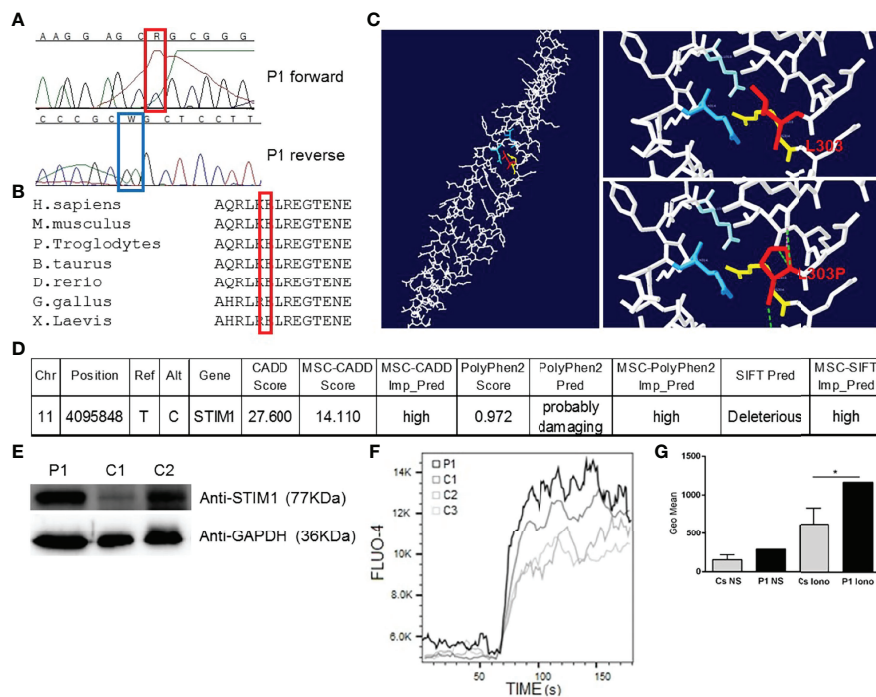 A
A A G G A G C R G C G G G
P1 forward
C C C G C W G C T C C T T
P1 reverse
B
H.sapiens AQRLKELREGTENE
M.musculus AQRLKELREGTENE
P.Troglodytes AQRLKELREGTENE
B.taurus AQRLKELREGTENE
D.rerio AQRLKELREGTENE
G.gallus AHRLRELREGTENE
X.Laevis AHRLRELREGTENE
C
L303
L303P
D
Chr Position Ref Alt Gene CADD Score MSC-CADD Score MSC-CADD Imp_Pred PolyPhen2 Score PolyPhen2 Pred MSC-PolyPhen2 Imp_Pred SIFT Pred MSC-SIFT Imp_Pred
11 4095848 T C STIM1 27.600 14.110 high 0.972 probably damaging high Deleterious high
E
P1 C1 C2
Anti-STIM1 (77KDa)
Anti-GAPDH (36KDa)
F
P1
C1
C2
C3
14K
12K
10K
8.0K
6.0K
FLUO-4
50 100 150
TIME (s)
G
1500
1000
500
0
Geo Mean
*
Cs NS P1 NS Cs Iono P1 Iono